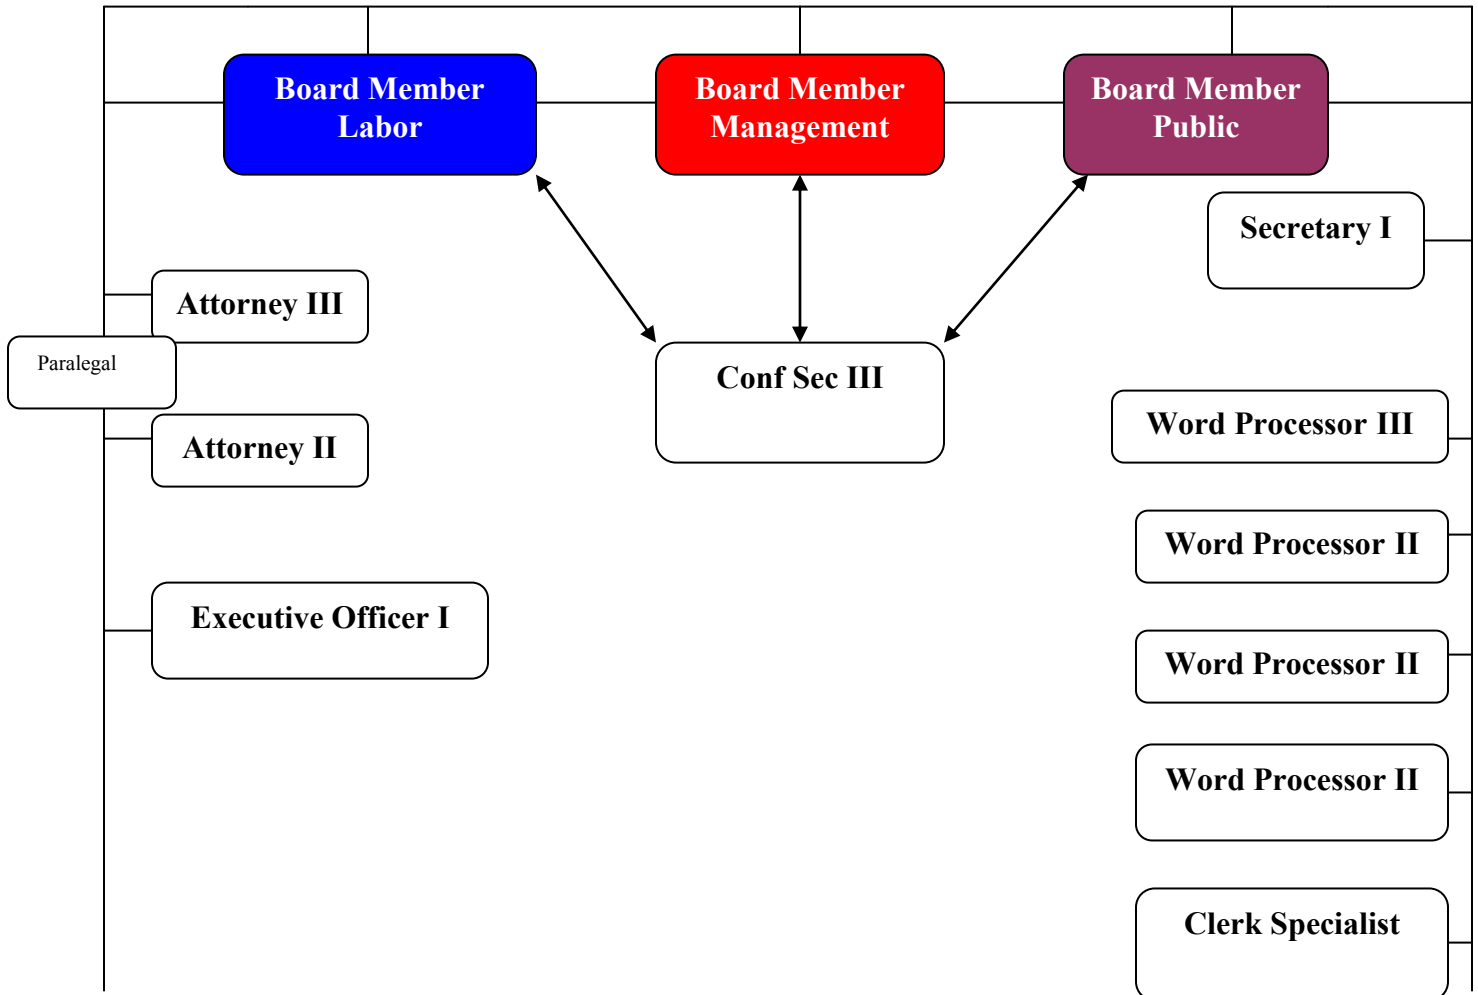 Board Member
Labor
Board Member
Management
Board Member
Public
Secretary I
Attorney III
Paralegal
Conf Sec III
Word Processor III
Attorney II
Word Processor II
Executive Officer I
Word Processor II
Word Processor II
Clerk Specialist